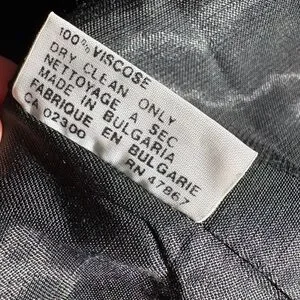 100% VISCOSE
DRY CLEAN ONLY
NETTOYAGE A SEC
MADE IN BULGARIA
FABRIQUE EN BULGARIE
CA 02300 RN 47867